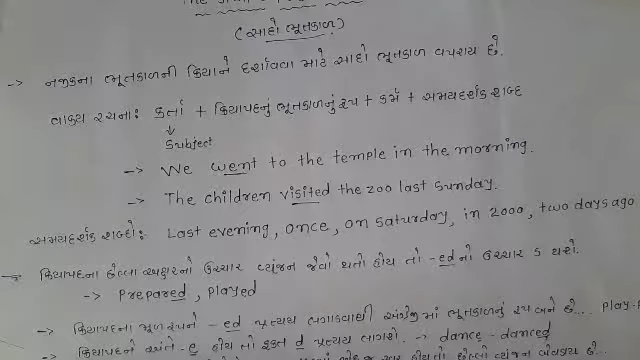 (સાદો ભૂતકાળ)
-> નજીકના ભૂતકાળની ક્રિયાને દર્શાવવા માટે સાદો ભૂતકાળ વપરાય છે.
વાક્ય રચના: કર્તા + ક્રિયાપદનું ભૂતકાળનું રૂપ + કર્મ + સમયદર્શક શબ્દ
Subject
-> We went to the temple in the morning.
-> The children visited the zoo last sunday.
સમયદર્શક શબ્દો: Last evening, once, on saturday, in 2000, two days ago
-> ક્રિયાપદના છેલ્લા અક્ષરનો ઉચ્ચાર વ્યંજન જેવો થતો હોય તો -ed નો ઉચ્ચાર ડ થશે.
-> Prepared, played
-> ક્રિયાપદના મૂળરૂપને -ed પ્રત્યય લગાડવાથી અંગ્રેજીમાં ભૂતકાળનું રૂપ બને છે... Play-
-> ક્રિયાપદને અંતે -e હોય તો ફક્ત d પ્રત્યય લાગશે. -> dance - danced